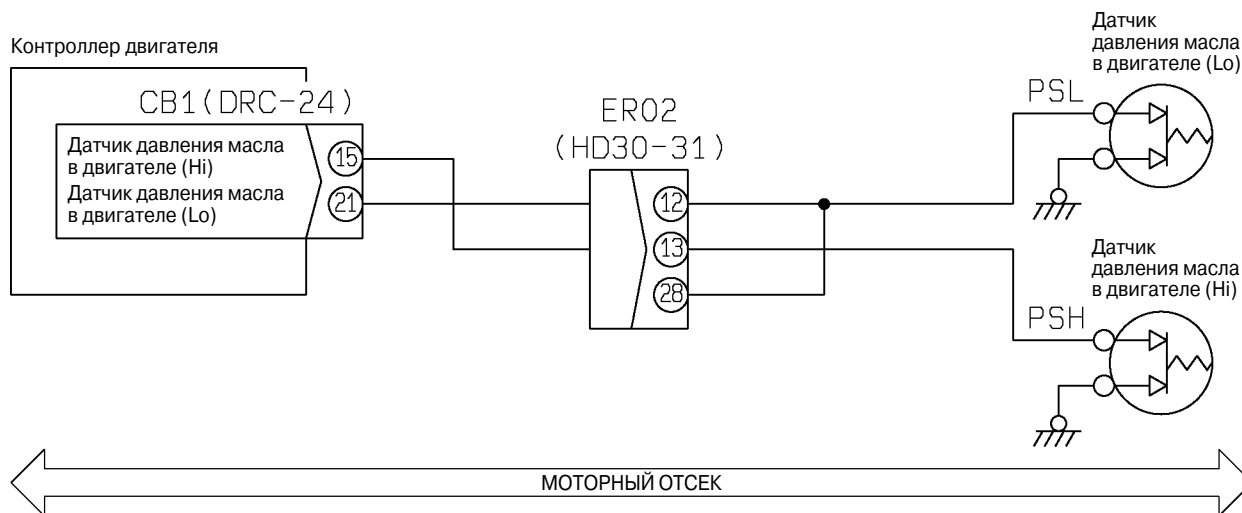 Контроллер двигателя
CB1(DRC-24)
Датчик давления масла
в двигателе (Hi)
Датчик давления масла
в двигателе (Lo)
15
21
ER02
(HD30-31)
12
13
28
Датчик
давления масла
в двигателе (Lo)
PSL
Датчик
давления масла
в двигателе (Hi)
PSH
МОТОРНЫЙ ОТСЕК